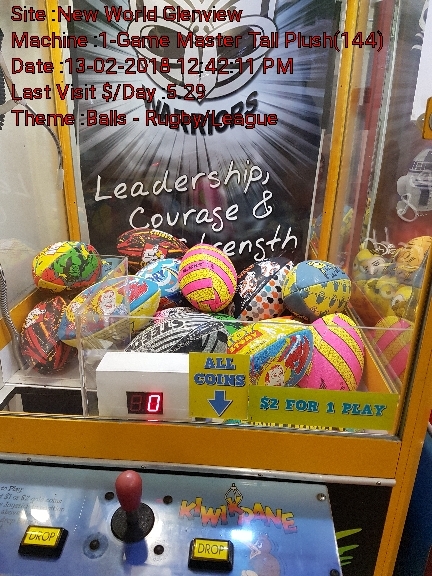 Site :New World Glenview
Machine :1-Game Master Tall Plush(144)
Date :13-02-2018 12:42:11 PM
Last Visit $/Day :5.29
Theme :Balls - Rugby/League
WARRIORS
Leadership,
Courage &
Strength
ALL
COINS
0
$2 FOR 1 PLAY
KIWI KRANE
DROP
DROP